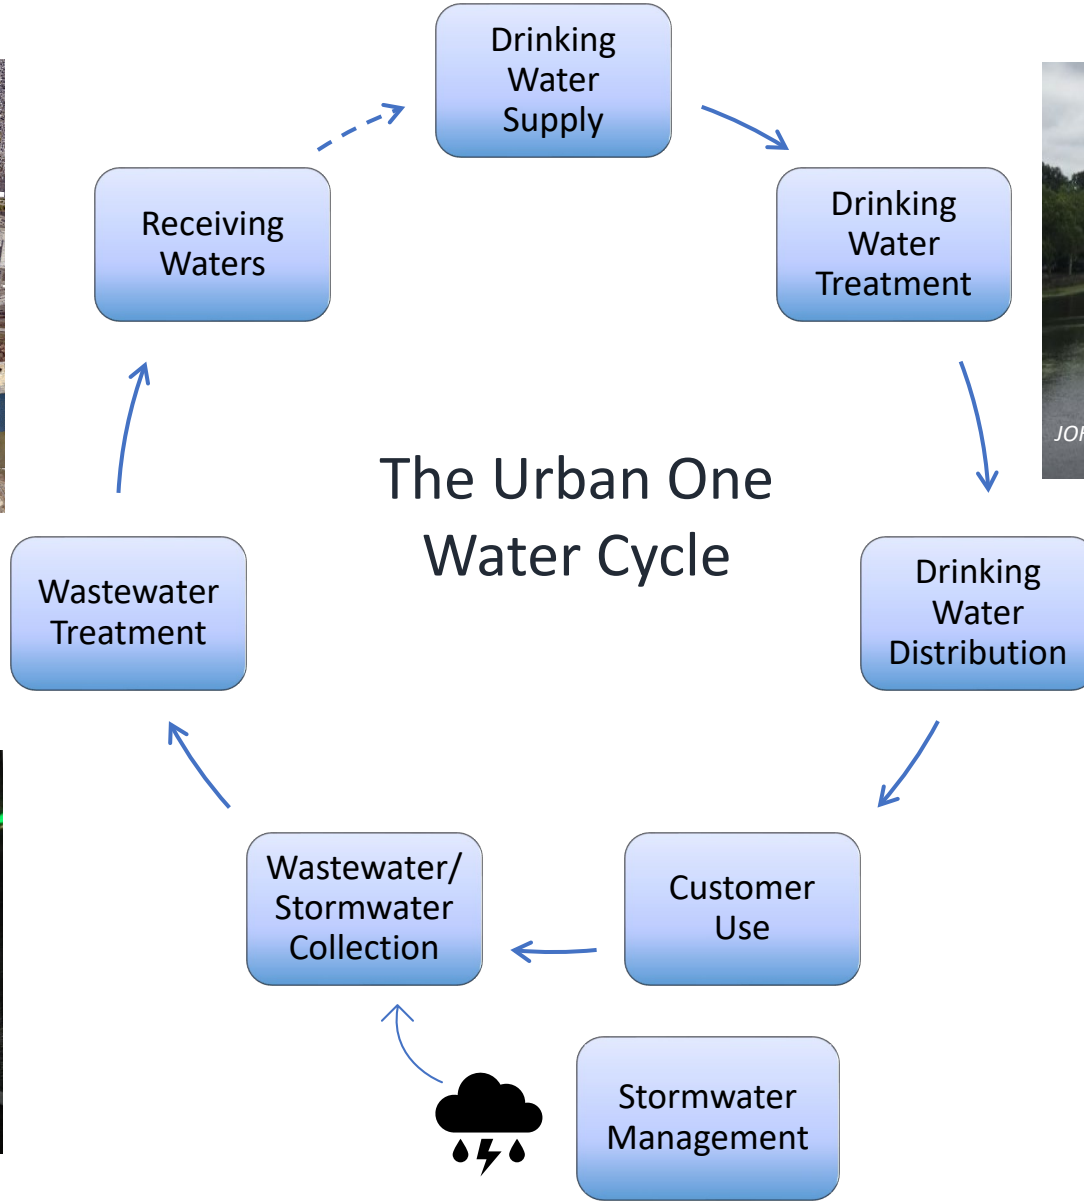 Drinking
Water
Supply
Drinking
Water
Treatment
Receiving
Waters
The Urban One
Water Cycle
Wastewater
Treatment
Drinking
Water
Distribution
Wastewater/
Stormwater
Collection
Customer
Use
Stormwater
Management